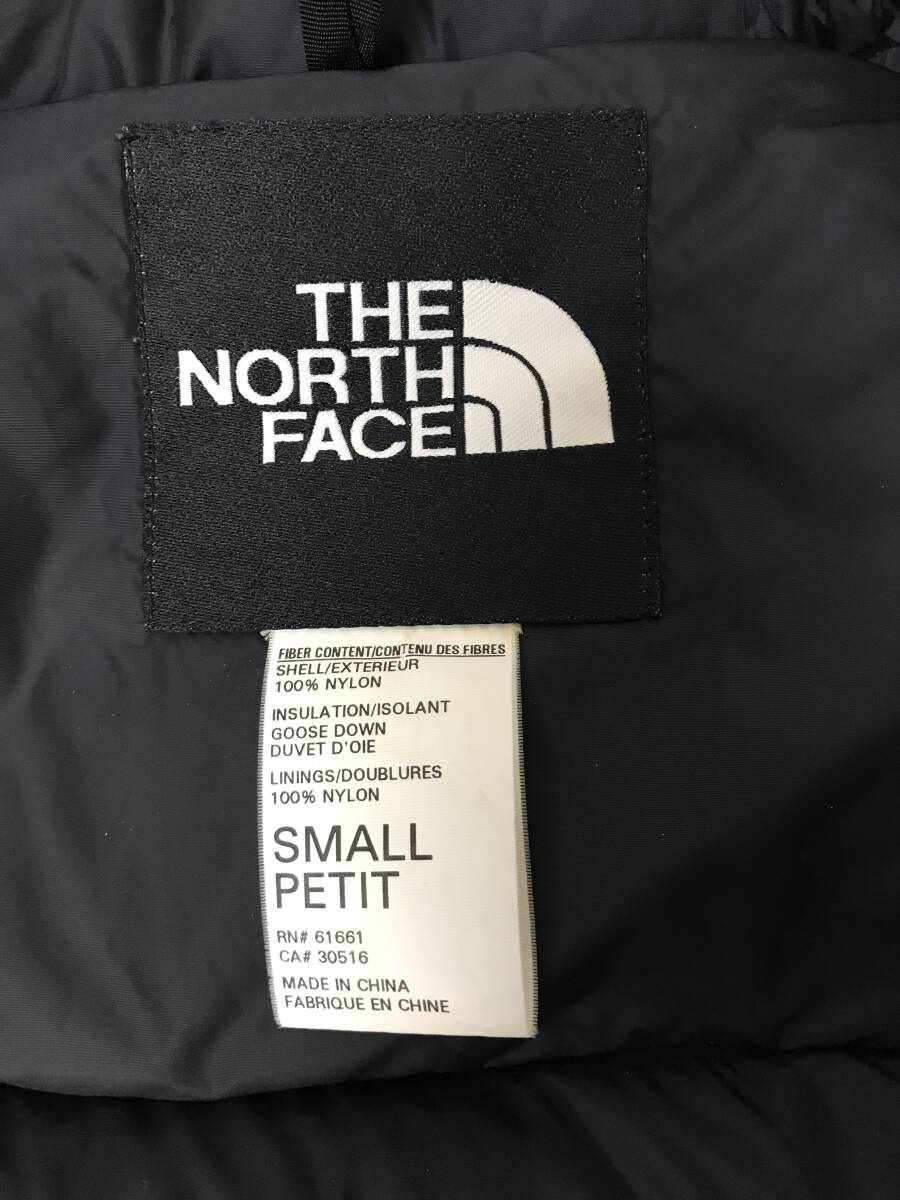 THE
NORTH
FACE
FIBER CONTENT/CONTENU DES FIBRES
SHELL/EXTERIEUR
100% NYLON
INSULATION/ISOLANT
GOOSE DOWN
DUVET D'OIE
LININGS/DOUBLURES
100% NYLON
SMALL
PETIT
RN# 61661
CA# 30516
MADE IN CHINA
FABRIQUE EN CHINE